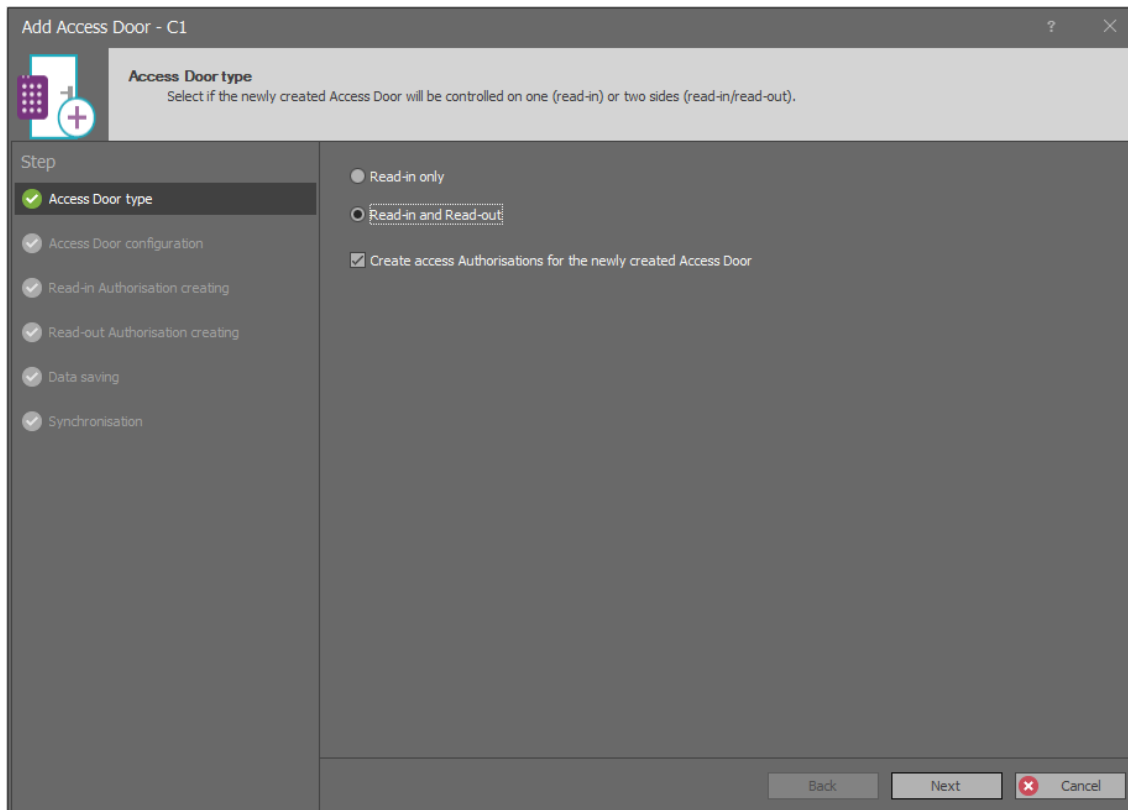 Add Access Door - C1
?
Access Door type
Select if the newly created Access Door will be controlled on one (read-in) or two sides (read-in/read-out).
Step
Access Door type
Access Door configuration
Read-in Authorisation creating
Read-out Authorisation creating
Data saving
Synchronisation
Read-in only
Read-in and Read-out
Create access Authorisations for the newly created Access Door
Back
Next
Cancel